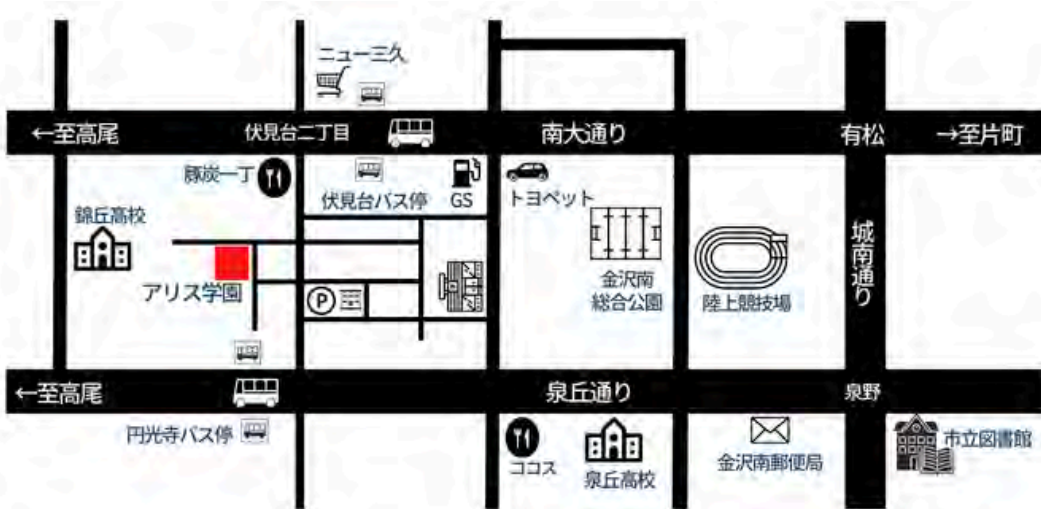 ニュー三久
←至高尾
伏見台二丁目
南大通り
有松
→至片町
豚炭一丁
伏見台バス停
GS
トヨペット
錦丘高校
アリス学園
P
金沢南
総合公園
陸上競技場
城南通り
←至高尾
泉丘通り
泉野
円光寺バス停
ココス
泉丘高校
金沢南郵便局
市立図書館